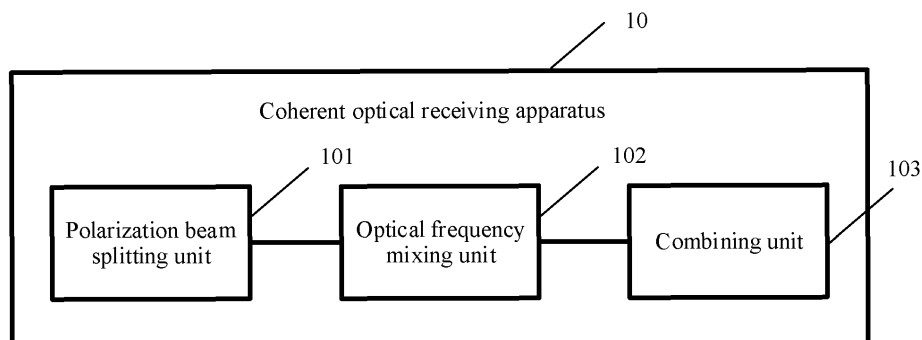 10
Coherent optical receiving apparatus
101
102
103
Polarization beam
splitting unit
Optical frequency
mixing unit
Combining unit